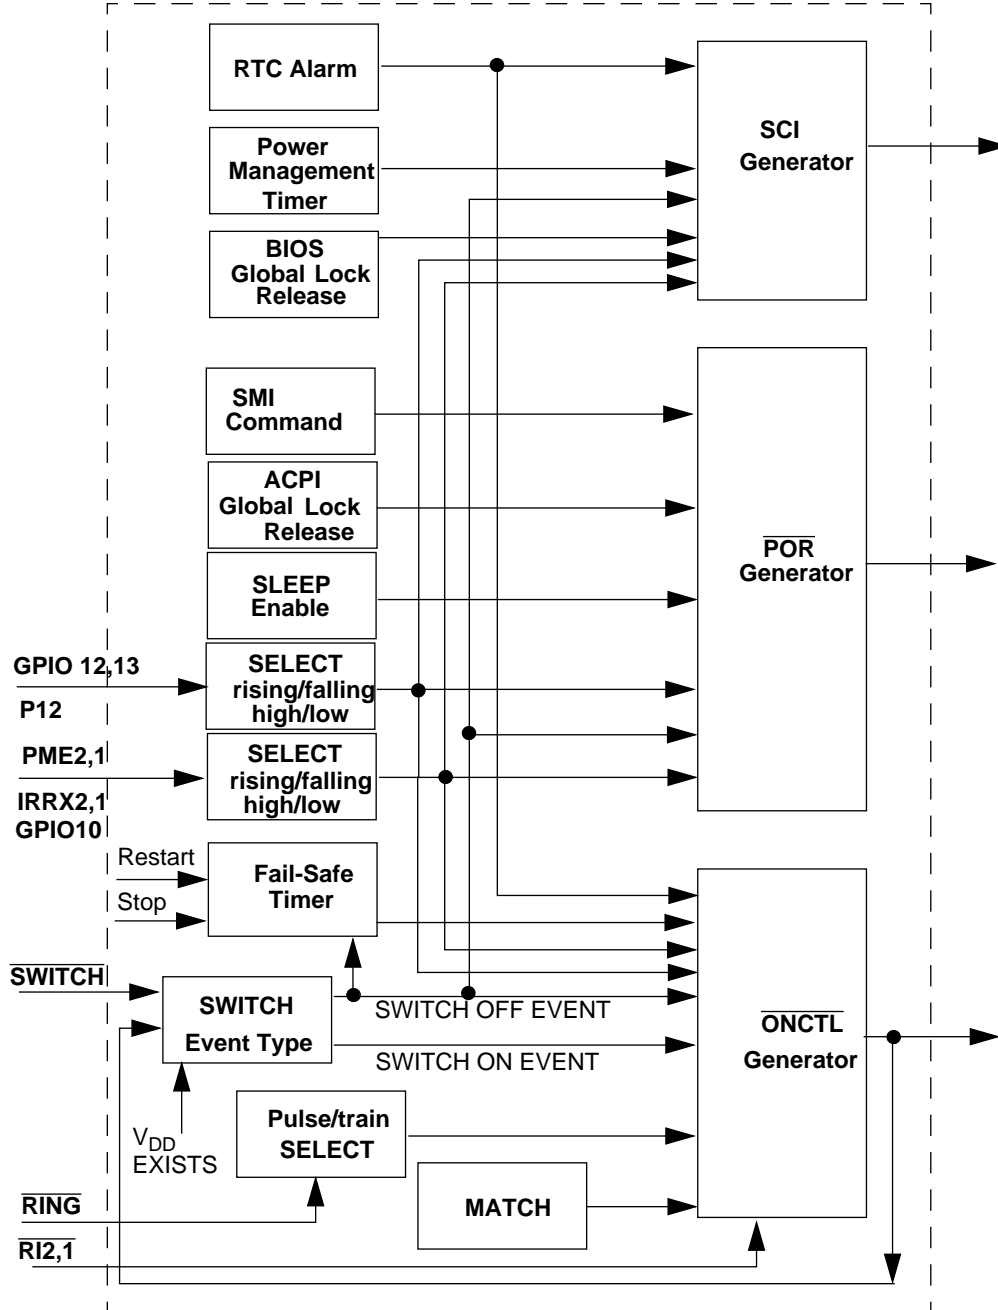 RTC Alarm
Power
Management
Timer
BIOS
Global Lock
Release
SCI
Generator
SMI
Command
ACPI
Global Lock
Release
SLEEP
Enable
POR
Generator
GPIO 12,13
P12
SELECT
rising/falling
high/low
PME2,1
IRRX2,1
GPIO10
SELECT
rising/falling
high/low
Restart
Stop
Fail-Safe
Timer
SWITCH
SWITCH
Event Type
SWITCH OFF EVENT
SWITCH ON EVENT
ONCTL
Generator
VDD
EXISTS
Pulse/train
SELECT
MATCH
RING
RI2,1